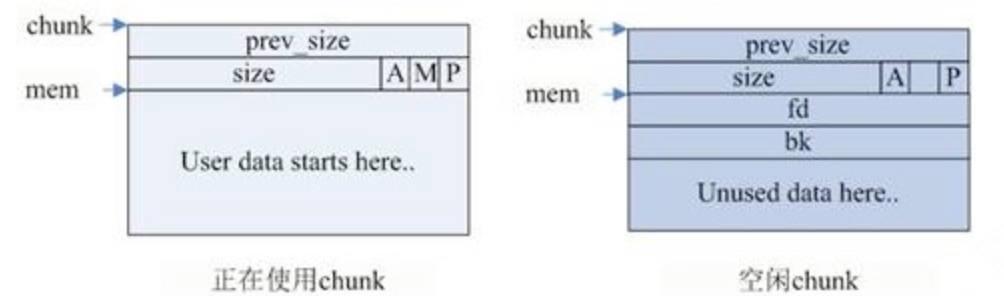 chunk
prev_size
size A M P
mem
User data starts here..
正在使用chunk
chunk
prev_size
size A P
mem
fd
bk
Unused data here..
空闲chunk